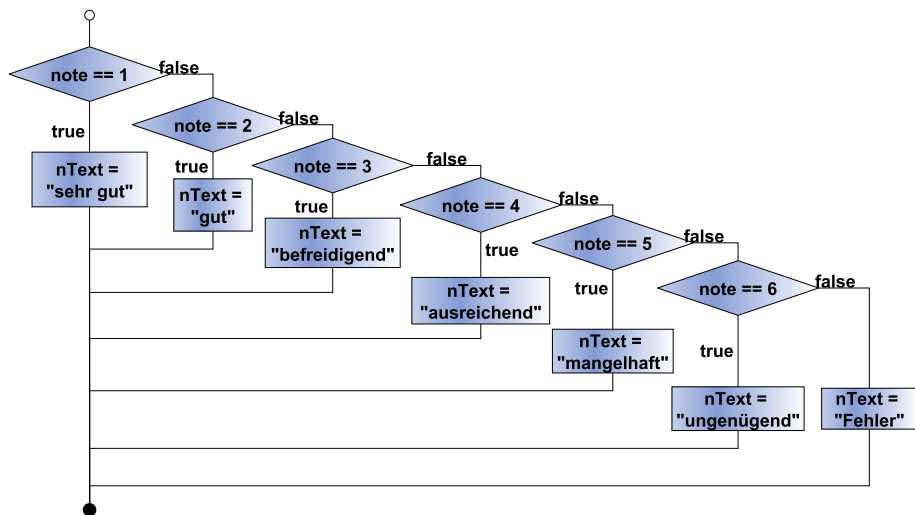 note == 1
false
true
nText =
"sehr gut"
note == 2
false
true
nText =
"gut"
note == 3
false
true
nText =
"befreidigend"
note == 4
false
true
nText =
"ausreichend"
note == 5
false
true
nText =
"mangelhaft"
note == 6
false
true
nText =
"ungenügend"
nText =
"Fehler"